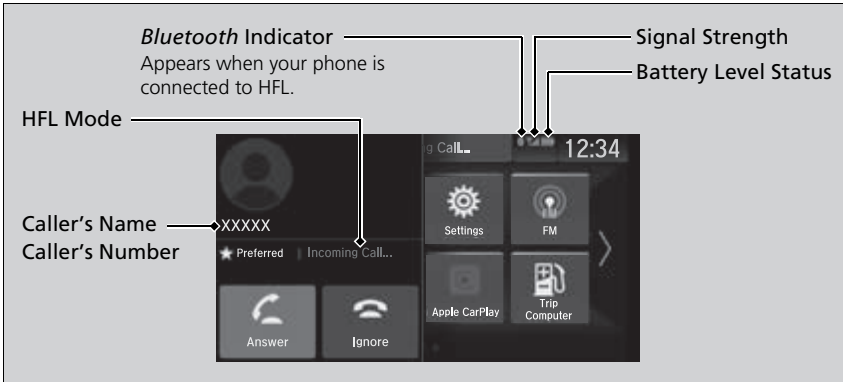 Bluetooth Indicator
Appears when your phone is
connected to HFL.
Signal Strength
Battery Level Status
HFL Mode
Caller's Name
Caller's Number
g Call...
12:34
XXXXX
Preferred
Incoming Call...
Answer
Ignore
Settings
FM
Apple CarPlay
Trip
Computer